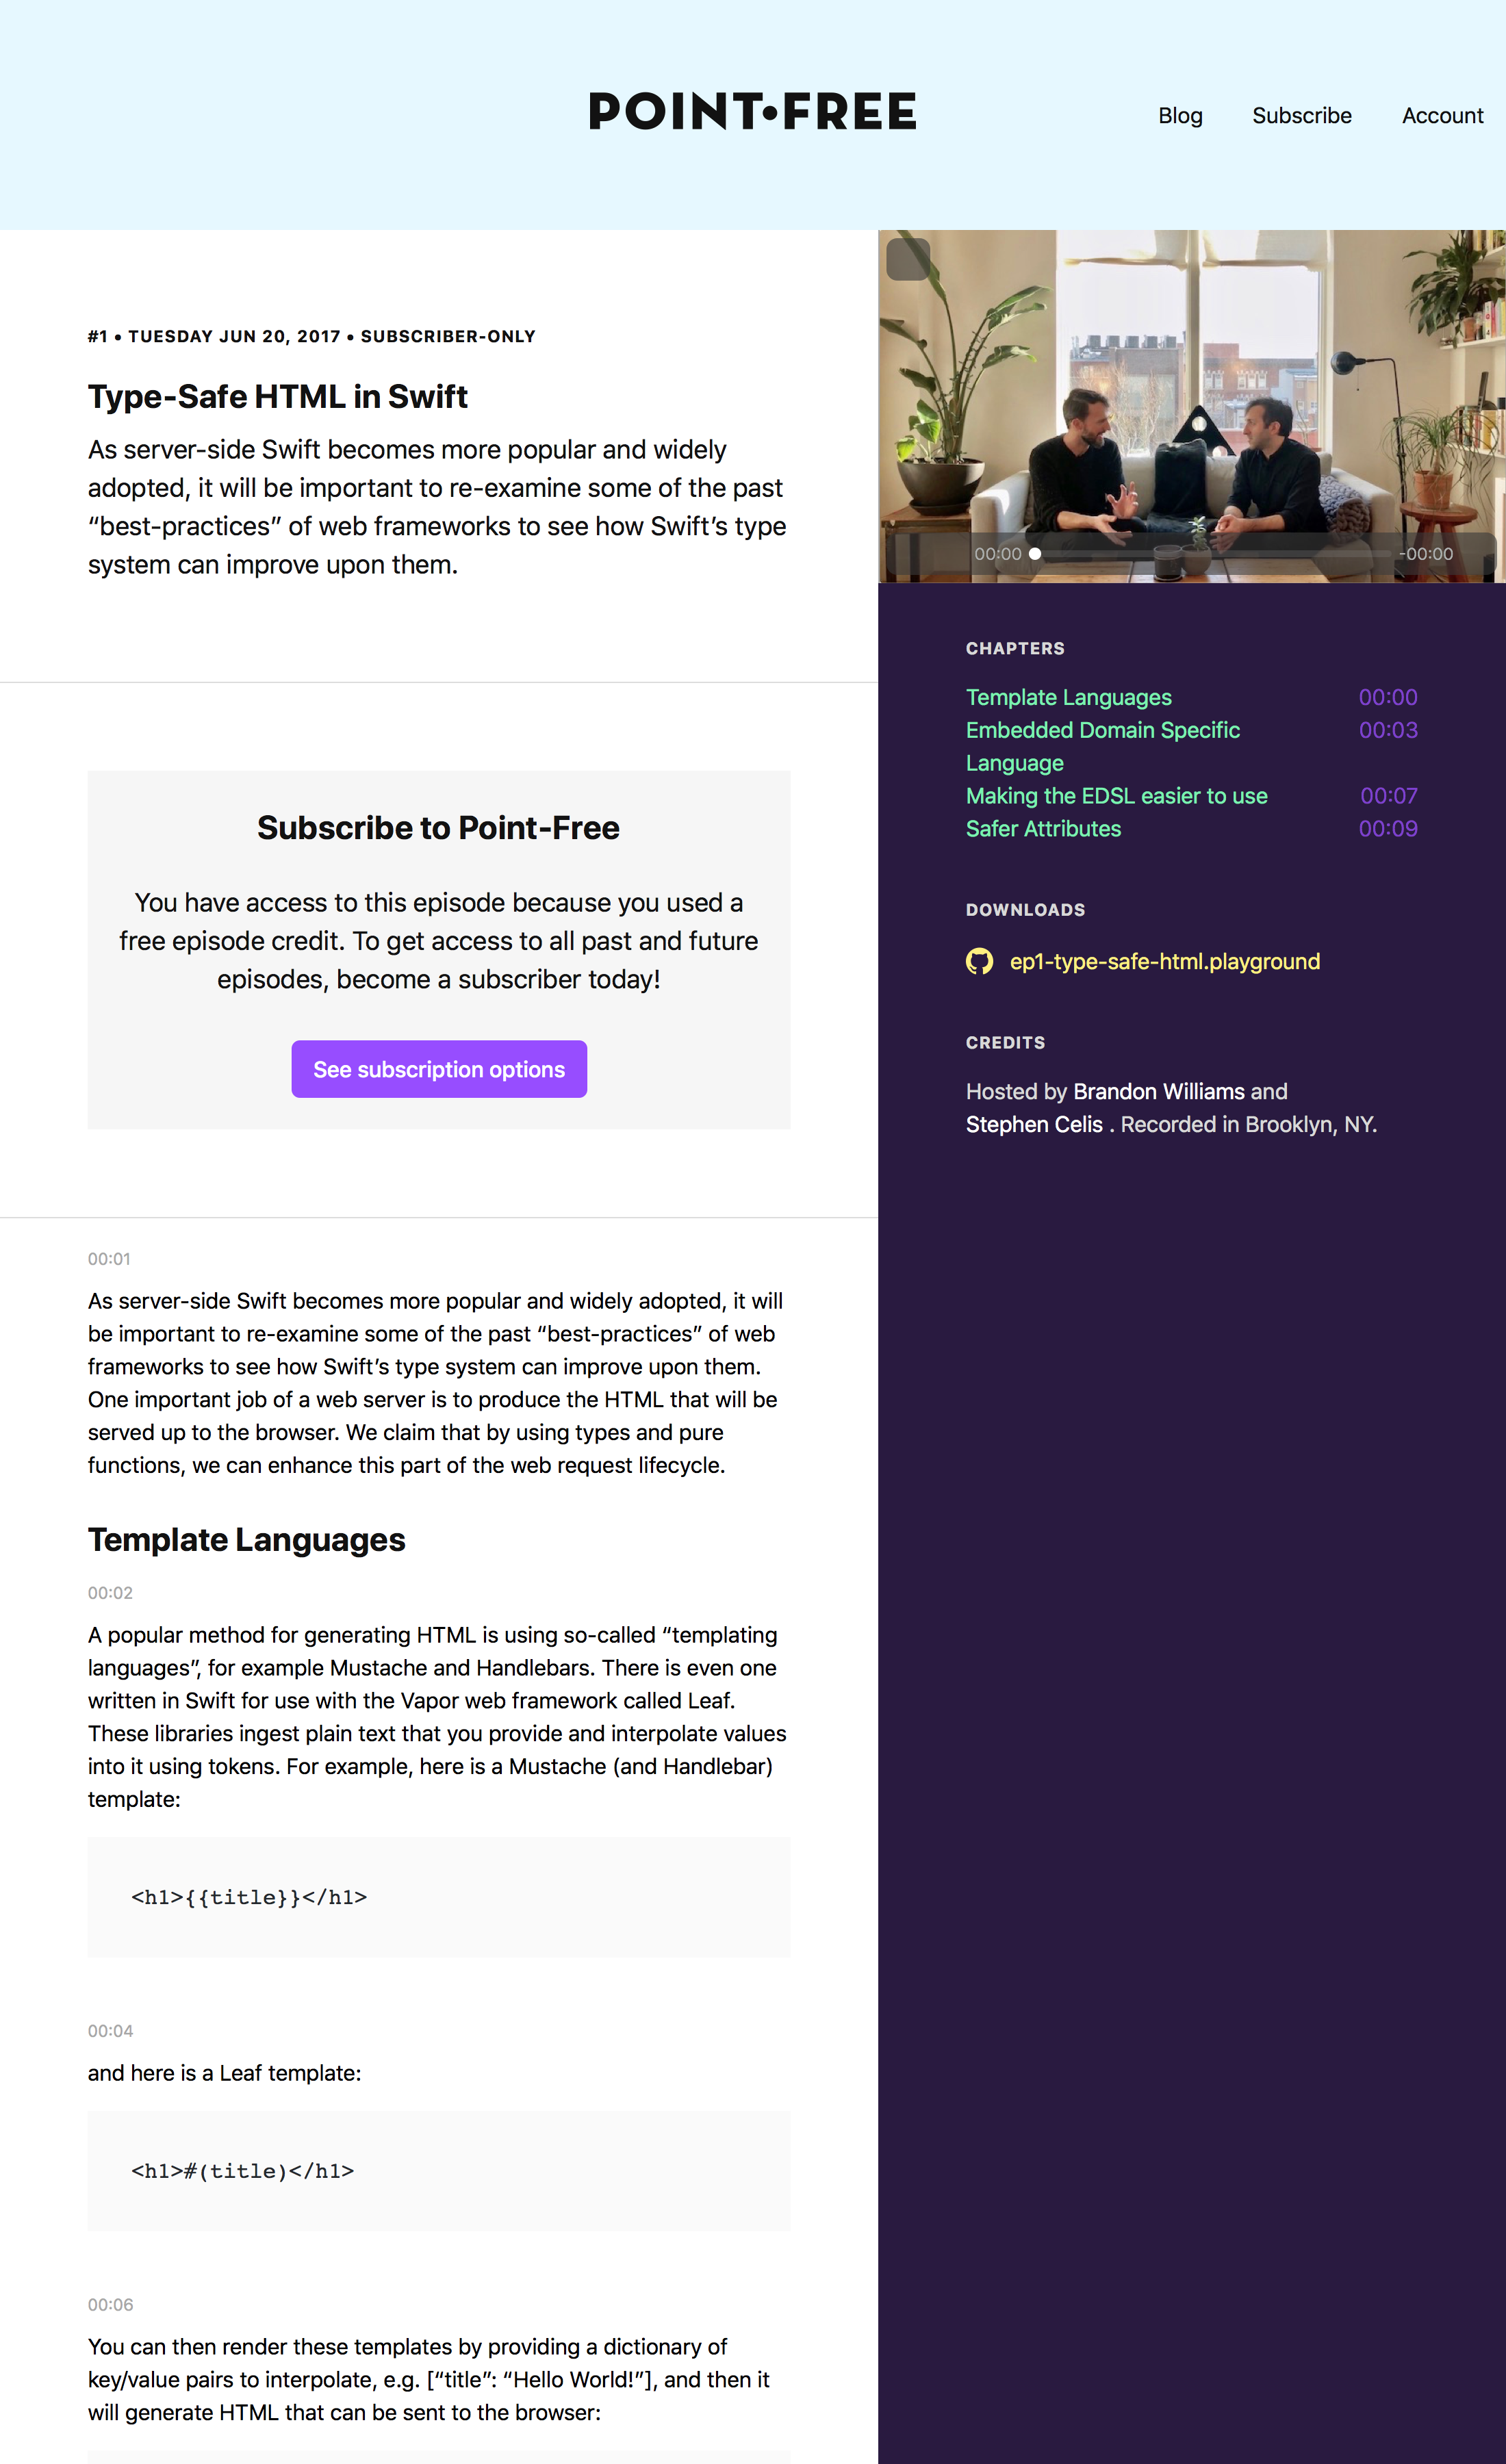 POINT•FREE
Blog
Subscribe
Account
#1 • TUESDAY JUN 20, 2017 • SUBSCRIBER-ONLY
Type-Safe HTML in Swift
As server-side Swift becomes more popular and widely
adopted, it will be important to re-examine some of the past
“best-practices” of web frameworks to see how Swift’s type
system can improve upon them.
Subscribe to Point-Free
You have access to this episode because you used a
free episode credit. To get access to all past and future
episodes, become a subscriber today!
See subscription options
00:01
As server-side Swift becomes more popular and widely adopted, it will
be important to re-examine some of the past “best-practices” of web
frameworks to see how Swift’s type system can improve upon them.
One important job of a web server is to produce the HTML that will be
served up to the browser. We claim that by using types and pure
functions, we can enhance this part of the web request lifecycle.
Template Languages
00:02
A popular method for generating HTML is using so-called “templating
languages”, for example Mustache and Handlebars. There is even one
written in Swift for use with the Vapor web framework called Leaf.
These libraries ingest plain text that you provide and interpolate values
into it using tokens. For example, here is a Mustache (and Handlebar)
template:
<h1>{{title}}</h1>
00:04
and here is a Leaf template:
<h1>#(title)</h1>
00:06
You can then render these templates by providing a dictionary of
key/value pairs to interpolate, e.g. [“title”: “Hello World!”], and then it
will generate HTML that can be sent to the browser:
00:00
-00:00
CHAPTERS
Template Languages 00:00
Embedded Domain Specific 00:03
Language
Making the EDSL easier to use 00:07
Safer Attributes 00:09
DOWNLOADS
ep1-type-safe-html.playground
CREDITS
Hosted by Brandon Williams and
Stephen Celis . Recorded in Brooklyn, NY.